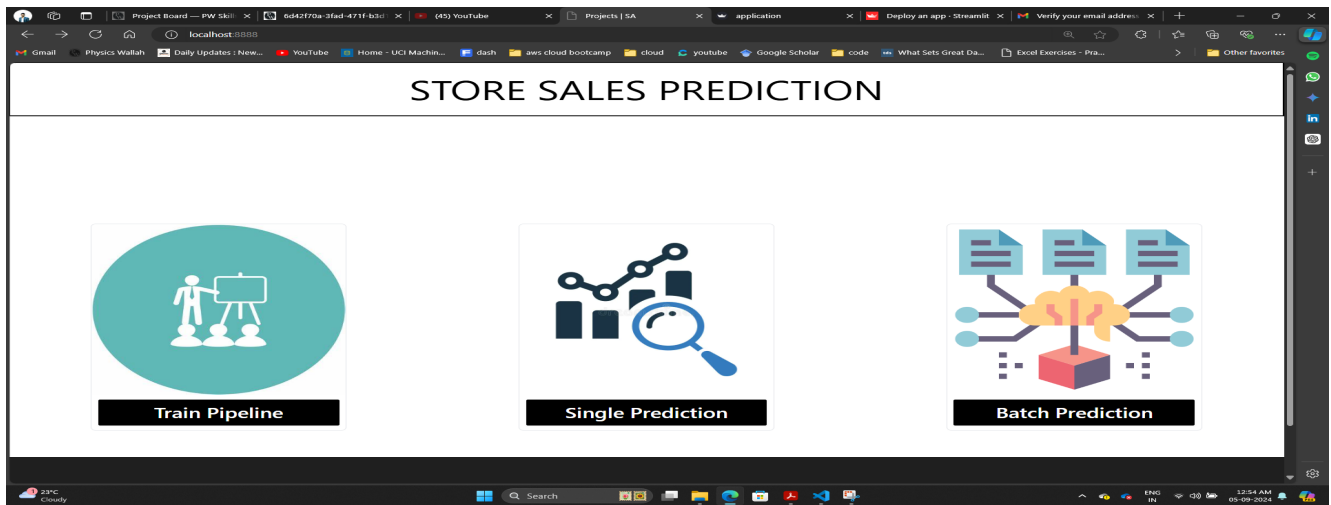 Project Board — PW Skill
6d42f70a-3fad-471f-b3d
(45) YouTube
Projects | SA
application
Deploy an app - Streamlit
Verify your email address
localhost:8888
Gmail
Physics Wallah
Daily Updates : New...
YouTube
Home - UCI Machin...
dash
aws cloud bootcamp
cloud
youtube
Google Scholar
code
What Sets Great Da...
Excel Exercises - Pra...
Other favorites
STORE SALES PREDICTION
Train Pipeline
Single Prediction
Batch Prediction
23°C
Cloudy
Search
ENG
IN
12:54 AM
05-09-2024